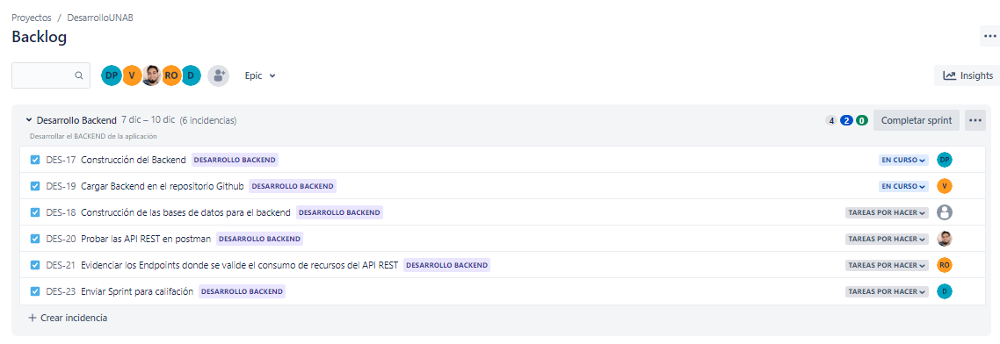 Proyectos / DesarrolloUNAB
Backlog
DP V RO D Epic Insights
Desarrollo Backend 7 dic – 10 dic (6 incidencias) 4 2 0 Completar sprint
Desarrollar el BACKEND de la aplicación
DES-17 Construcción del Backend DESARROLLO BACKEND EN CURSO DP
DES-19 Cargar Backend en el repositorio Github DESARROLLO BACKEND EN CURSO V
DES-18 Construcción de las bases de datos para el backend DESARROLLO BACKEND TAREAS POR HACER
DES-20 Probar las API REST en postman DESARROLLO BACKEND TAREAS POR HACER
DES-21 Evidenciar los Endpoints donde se valide el consumo de recursos del API REST DESARROLLO BACKEND TAREAS POR HACER RO
DES-23 Enviar Sprint para califación DESARROLLO BACKEND TAREAS POR HACER D
+ Crear incidencia